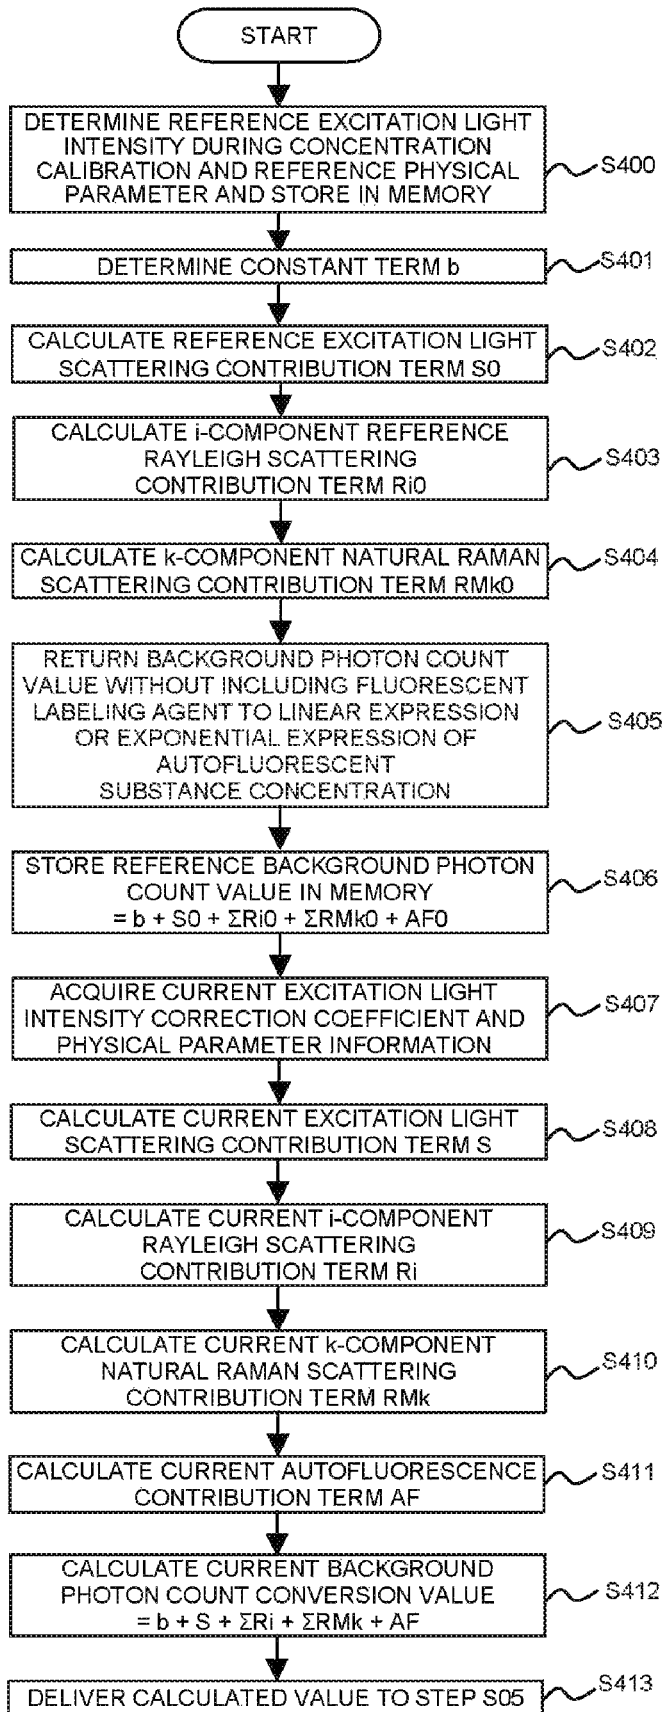 START
DETERMINE REFERENCE EXCITATION LIGHT
INTENSITY DURING CONCENTRATION
CALIBRATION AND REFERENCE PHYSICAL
PARAMETER AND STORE IN MEMORY
S400
DETERMINE CONSTANT TERM b
S401
CALCULATE REFERENCE EXCITATION LIGHT
SCATTERING CONTRIBUTION TERM S0
S402
CALCULATE i-COMPONENT REFERENCE
RAYLEIGH SCATTERING
CONTRIBUTION TERM Ri0
S403
CALCULATE k-COMPONENT NATURAL RAMAN
SCATTERING CONTRIBUTION TERM RMk0
S404
RETURN BACKGROUND PHOTON COUNT
VALUE WITHOUT INCLUDING FLUORESCENT
LABELING AGENT TO LINEAR EXPRESSION
OR EXPONENTIAL EXPRESSION OF
AUTOFLUORESCENT
SUBSTANCE CONCENTRATION
S405
STORE REFERENCE BACKGROUND PHOTON
COUNT VALUE IN MEMORY
= b + S0 + ΣRi0 + ΣRMk0 + AF0
S406
ACQUIRE CURRENT EXCITATION LIGHT
INTENSITY CORRECTION COEFFICIENT AND
PHYSICAL PARAMETER INFORMATION
S407
CALCULATE CURRENT EXCITATION LIGHT
SCATTERING CONTRIBUTION TERM S
S408
CALCULATE CURRENT i-COMPONENT
RAYLEIGH SCATTERING
CONTRIBUTION TERM Ri
S409
CALCULATE CURRENT k-COMPONENT
NATURAL RAMAN SCATTERING
CONTRIBUTION TERM RMk
S410
CALCULATE CURRENT AUTOFLUORESCENCE
CONTRIBUTION TERM AF
S411
CALCULATE CURRENT BACKGROUND
PHOTON COUNT CONVERSION VALUE
= b + S + ΣRi + ΣRMk + AF
S412
DELIVER CALCULATED VALUE TO STEP S05
S413